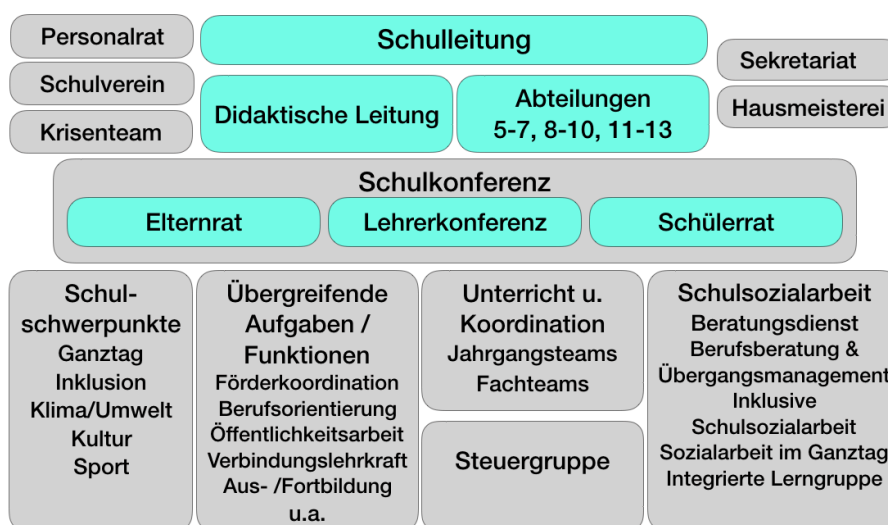 Personalrat
Schulverein
Krisenteam
Schulleitung
Didaktische Leitung
Abteilungen
5-7, 8-10, 11-13
Sekretariat
Hausmeisterei
Schulkonferenz
Elternrat
Lehrerkonferenz
Schülerrat
Schul-
schwerpunkte
Ganztag
Inklusion
Klima/Umwelt
Kultur
Sport
Übergreifende
Aufgaben /
Funktionen
Förderkoordination
Berufsorientierung
Öffentlichkeitsarbeit
Verbindungslehrkraft
Aus- /Fortbildung
u.a.
Unterricht u.
Koordination
Jahrgangsteams
Fachteams
Steuergruppe
Schulsozialarbeit
Beratungsdienst
Berufsberatung &
Übergangsmanagement
Inklusive
Schulsozialarbeit
Sozialarbeit im Ganztag
Integrierte Lerngruppe